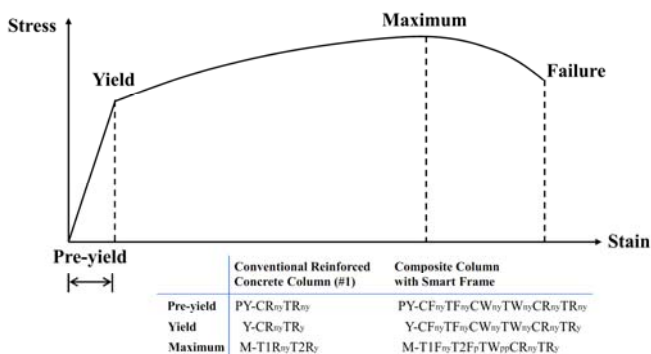 Maximum
Stress
Yield
Failure
Stain
Pre-yield
Conventional Reinforced Concrete Column (#1)
Composite Column with Smart Frame
Pre-yield PY-CRnyTRny PY-CFnyTFnyCWnyTWnyCRnyTRny
Yield Y-CRnyTRy Y-CFnyTFnyCWnyTWnyCRnyTRy
Maximum M-T1RnyT2Ry M-T1FnyT2FpTWppCRnyTRy